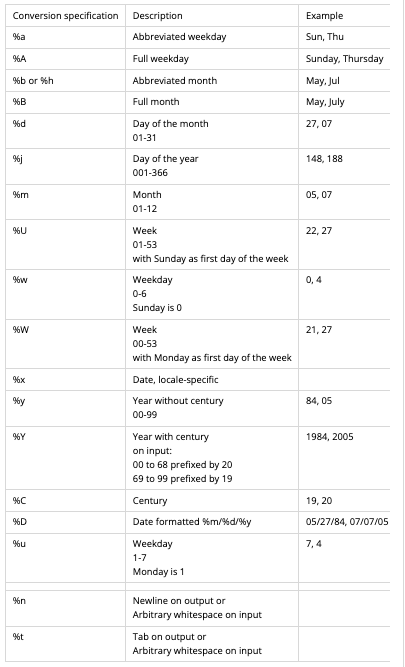 Conversion specification Description Example
%a Abbreviated weekday Sun, Thu
%A Full weekday Sunday, Thursday
%b or %h Abbreviated month May, Jul
%B Full month May, July
%d Day of the month 27, 07
01-31
%j Day of the year 148, 188
001-366
%m Month 05, 07
01-12
%U Week 22, 27
01-53
with Sunday as first day of the week
%w Weekday 0, 4
0-6
Sunday is 0
%W Week 21, 27
00-53
with Monday as first day of the week
%x Date, locale-specific
%y Year without century 84, 05
00-99
%Y Year with century 1984, 2005
on input:
00 to 68 prefixed by 20
69 to 99 prefixed by 19
%C Century 19, 20
%D Date formatted %m/%d/%y 05/27/84, 07/07/05
%u Weekday 7, 4
1-7
Monday is 1
%n Newline on output or
Arbitrary whitespace on input
%t Tab on output or
Arbitrary whitespace on input